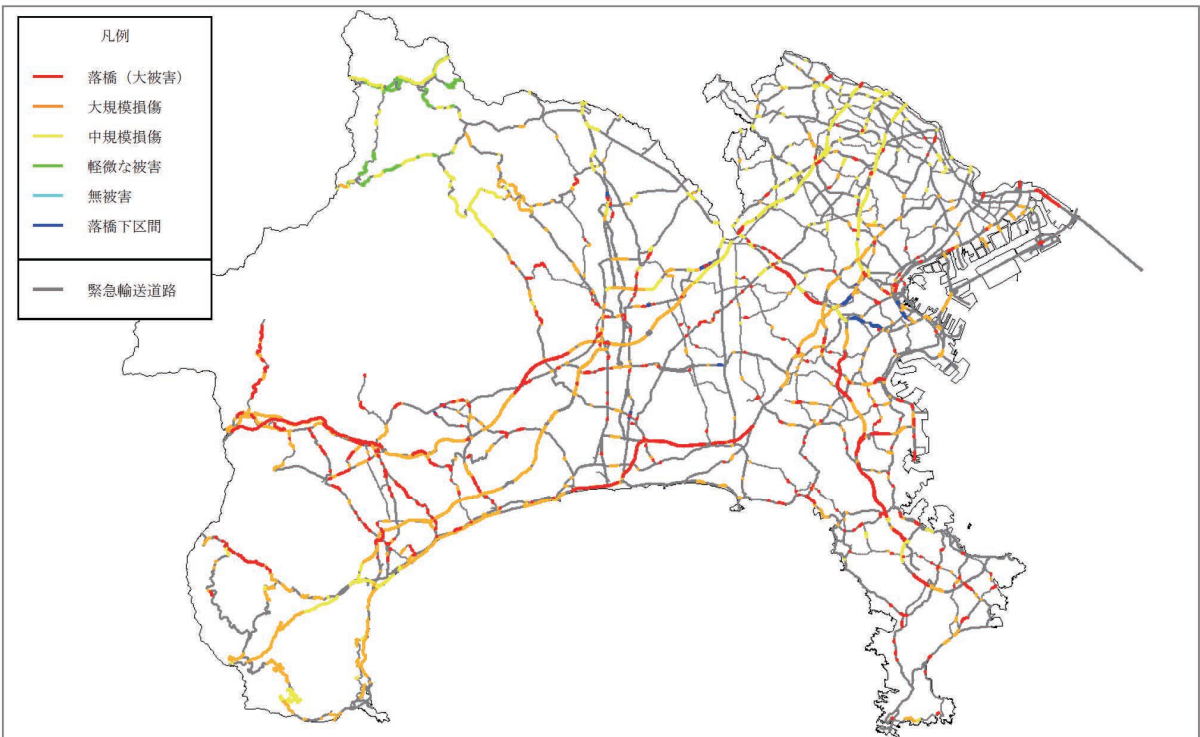 凡例
落橋（大被害）
大規模損傷
中規模損傷
軽微な被害
無被害
落橋下区間
緊急輸送道路